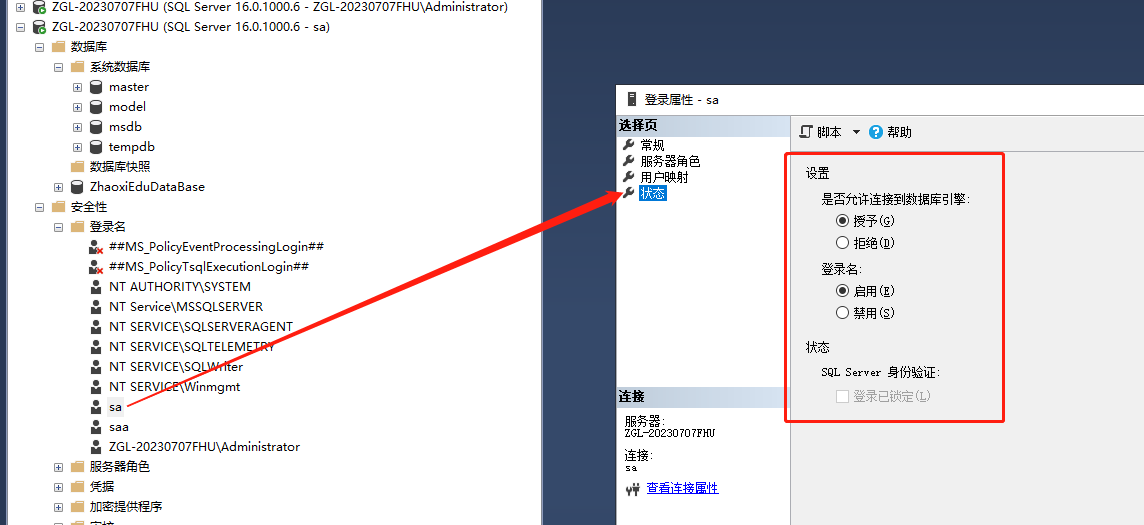 ZGL-20230707FHU (SQL Server 16.0.1000.6 - ZGL-20230707FHU\Administrator)
ZGL-20230707FHU (SQL Server 16.0.1000.6 - sa)
数据库
系统数据库
master
model
msdb
tempdb
数据库快照
ZhaoxiEduDataBase
安全性
登录名
##MS_PolicyEventProcessingLogin##
##MS_PolicyTsqlExecutionLogin##
NT AUTHORITY\SYSTEM
NT Service\MSSQLSERVER
NT SERVICE\SQLSERVERAGENT
NT SERVICE\SQLTELEMETRY
NT SERVICE\SQLWriter
NT SERVICE\Winmgmt
sa
saa
ZGL-20230707FHU\Administrator
服务器角色
凭据
加密提供程序
登录属性 - sa
选择页
常规
服务器角色
用户映射
状态
连接
服务器:
ZGL-20230707FHU
连接:
sa
查看连接属性
脚本 帮助
设置
是否允许连接到数据库引擎:
授予(G)
拒绝(D)
登录名:
启用(E)
禁用(S)
状态
SQL Server 身份验证:
登录已锁定(L)